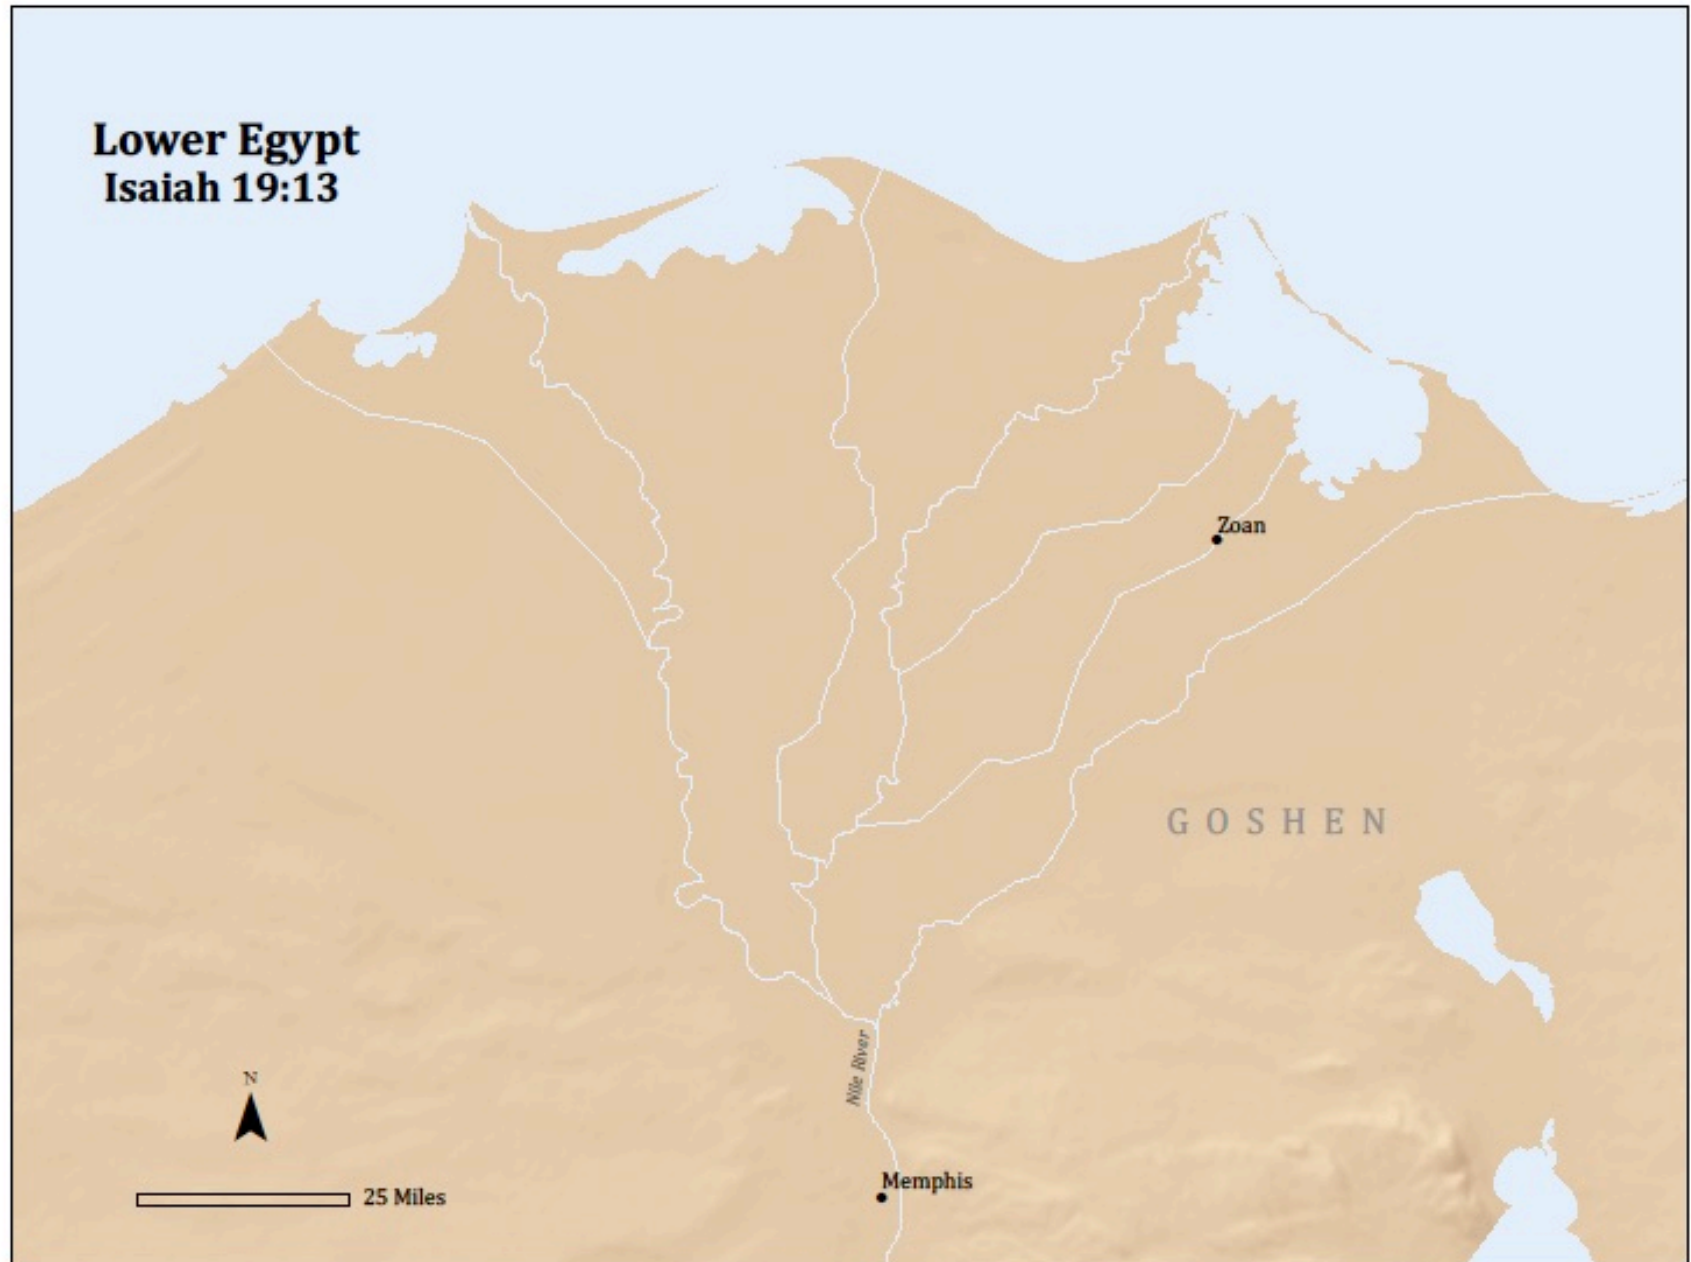 Lower Egypt
Isaiah 19:13
Zoan
GOSHEN
Nile River
N
Memphis
25 Miles